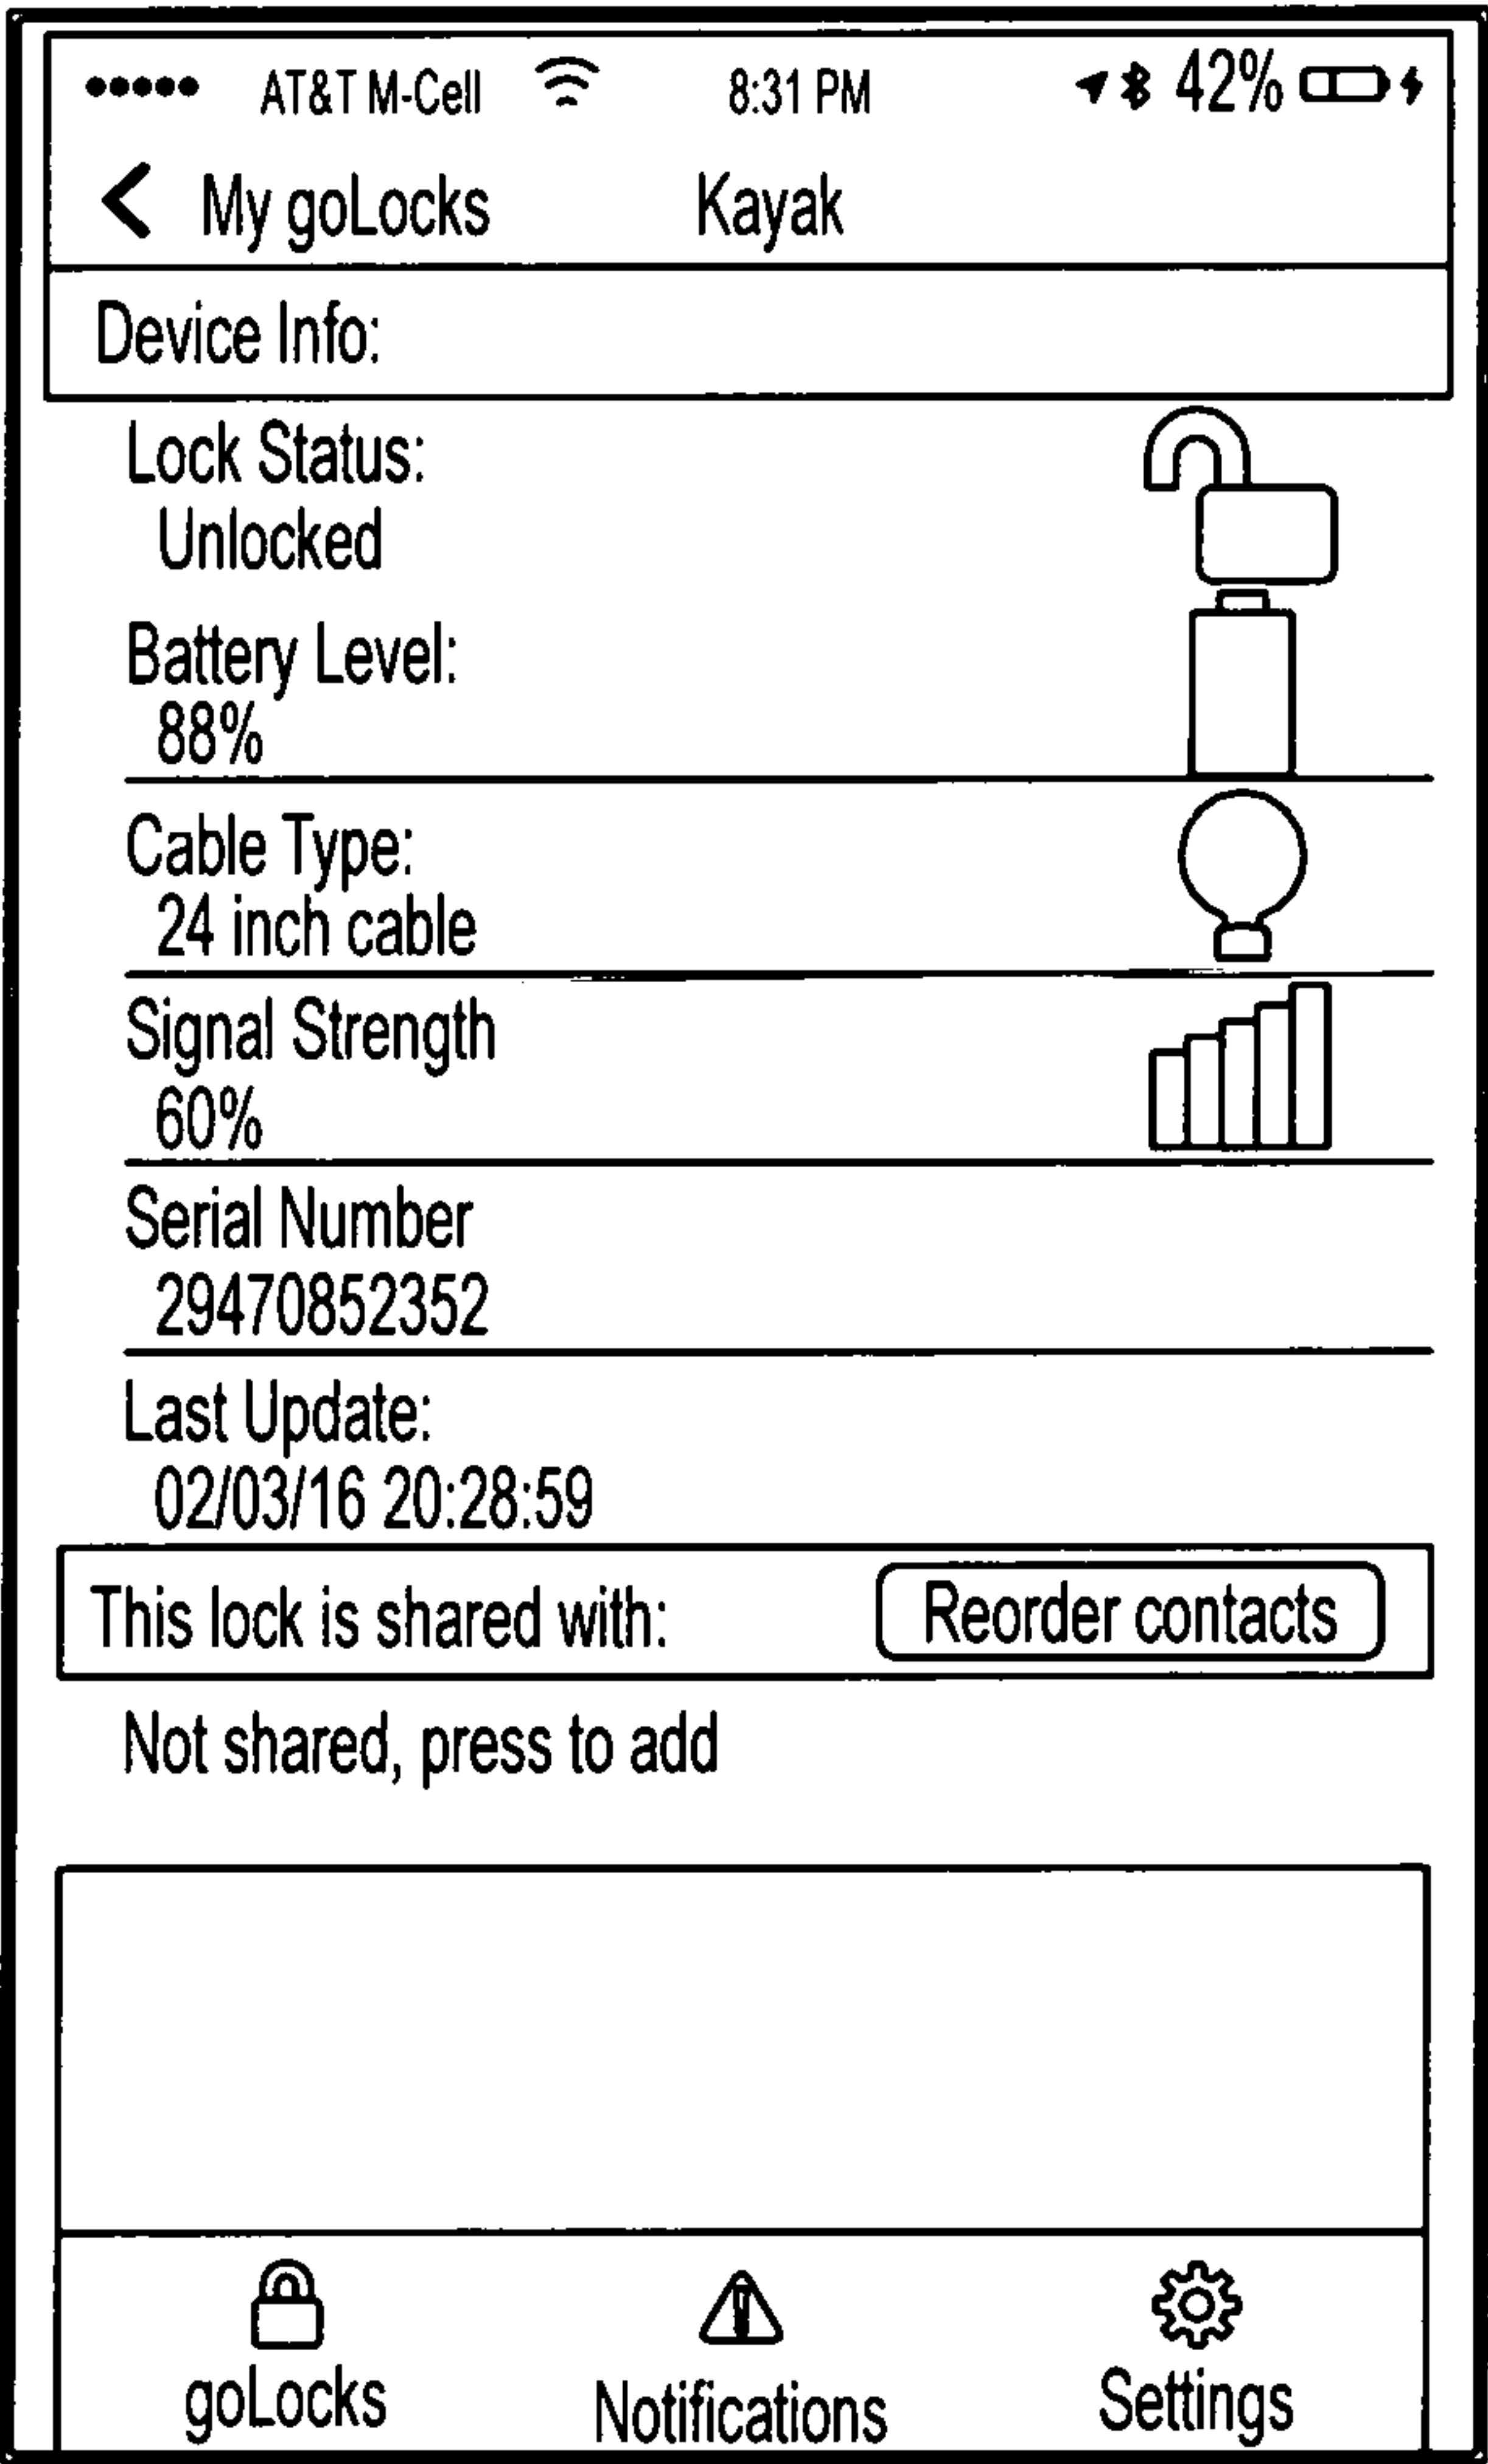 AT&T M-Cell 8:31 PM 42%
My goLocks Kayak
Device Info:
Lock Status:
Unlocked
Battery Level:
88%
Cable Type:
24 inch cable
Signal Strength
60%
Serial Number
29470852352
Last Update:
02/03/16 20:28:59
This lock is shared with: Reorder contacts
Not shared, press to add
goLocks Notifications Settings